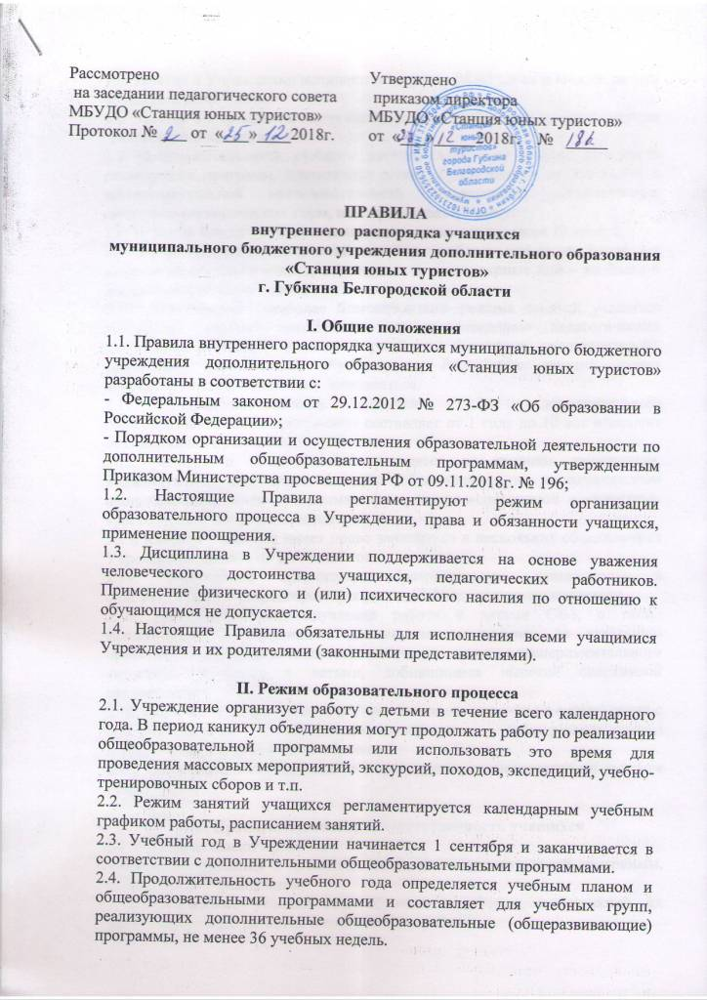 Рассмотрено
на заседании педагогического совета
МБУДО «Станция юных туристов»
Протокол № 2 от «25» 12 2018г.
Утверждено
приказом директора
МБУДО «Станция юных туристов»
от « » 12 2018г. №
«Станция
юных
туристов»
города Губкина
Белгородской
области
ПРАВИЛА
внутреннего распорядка учащихся
муниципального бюджетного учреждения дополнительного образования
«Станция юных туристов»
г. Губкина Белгородской области
I. Общие положения
1.1. Правила внутреннего распорядка учащихся муниципального бюджетного
учреждения дополнительного образования «Станция юных туристов»
разработаны в соответствии с:
- Федеральным законом от 29.12.2012 № 273-ФЗ «Об образовании в
Российской Федерации»;
- Порядком организации и осуществления образовательной деятельности по
дополнительным общеобразовательным программам, утвержденным
Приказом Министерства просвещения РФ от 09.11.2018г. № 196;
1.2. Настоящие Правила регламентируют режим организации
образовательного процесса в Учреждении, права и обязанности учащихся,
применение поощрения.
1.3. Дисциплина в Учреждении поддерживается на основе уважения
человеческого достоинства учащихся, педагогических работников.
Применение физического и (или) психического насилия по отношению к
обучающимся не допускается.
1.4. Настоящие Правила обязательны для исполнения всеми учащимися
Учреждения и их родителями (законными представителями).
II. Режим образовательного процесса
2.1. Учреждение организует работу с детьми в течение всего календарного
года. В период каникул объединения могут продолжать работу по реализации
общеобразовательной программы или использовать это время для
проведения массовых мероприятий, экскурсий, походов, экспедиций, учебно-
тренировочных сборов и т.п.
2.2. Режим занятий учащихся регламентируется календарным учебным
графиком работы, расписанием занятий.
2.3. Учебный год в Учреждении начинается 1 сентября и заканчивается в
соответствии с дополнительными общеобразовательными программами.
2.4. Продолжительность учебного года определяется учебным планом и
общеобразовательными программами и составляет для учебных групп,
реализующих дополнительные общеобразовательные (общеразвивающие)
программы, не менее 36 учебных недель.